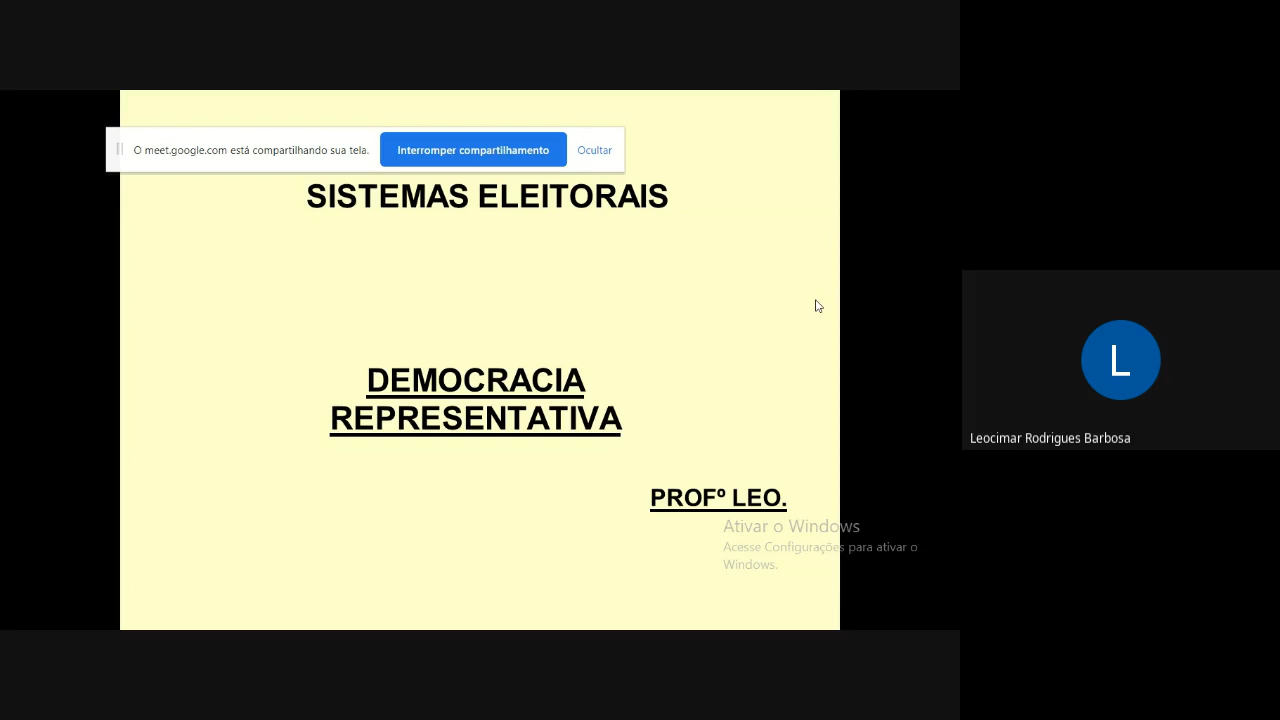 O meet.google.com está compartilhando sua tela. Interromper compartilhamento Ocultar
SISTEMAS ELEITORAIS
DEMOCRACIA
REPRESENTATIVA
PROFº LEO.
Ativar o Windows
Acesse Configurações para ativar o
Windows.
L
Leocimar Rodrigues Barbosa